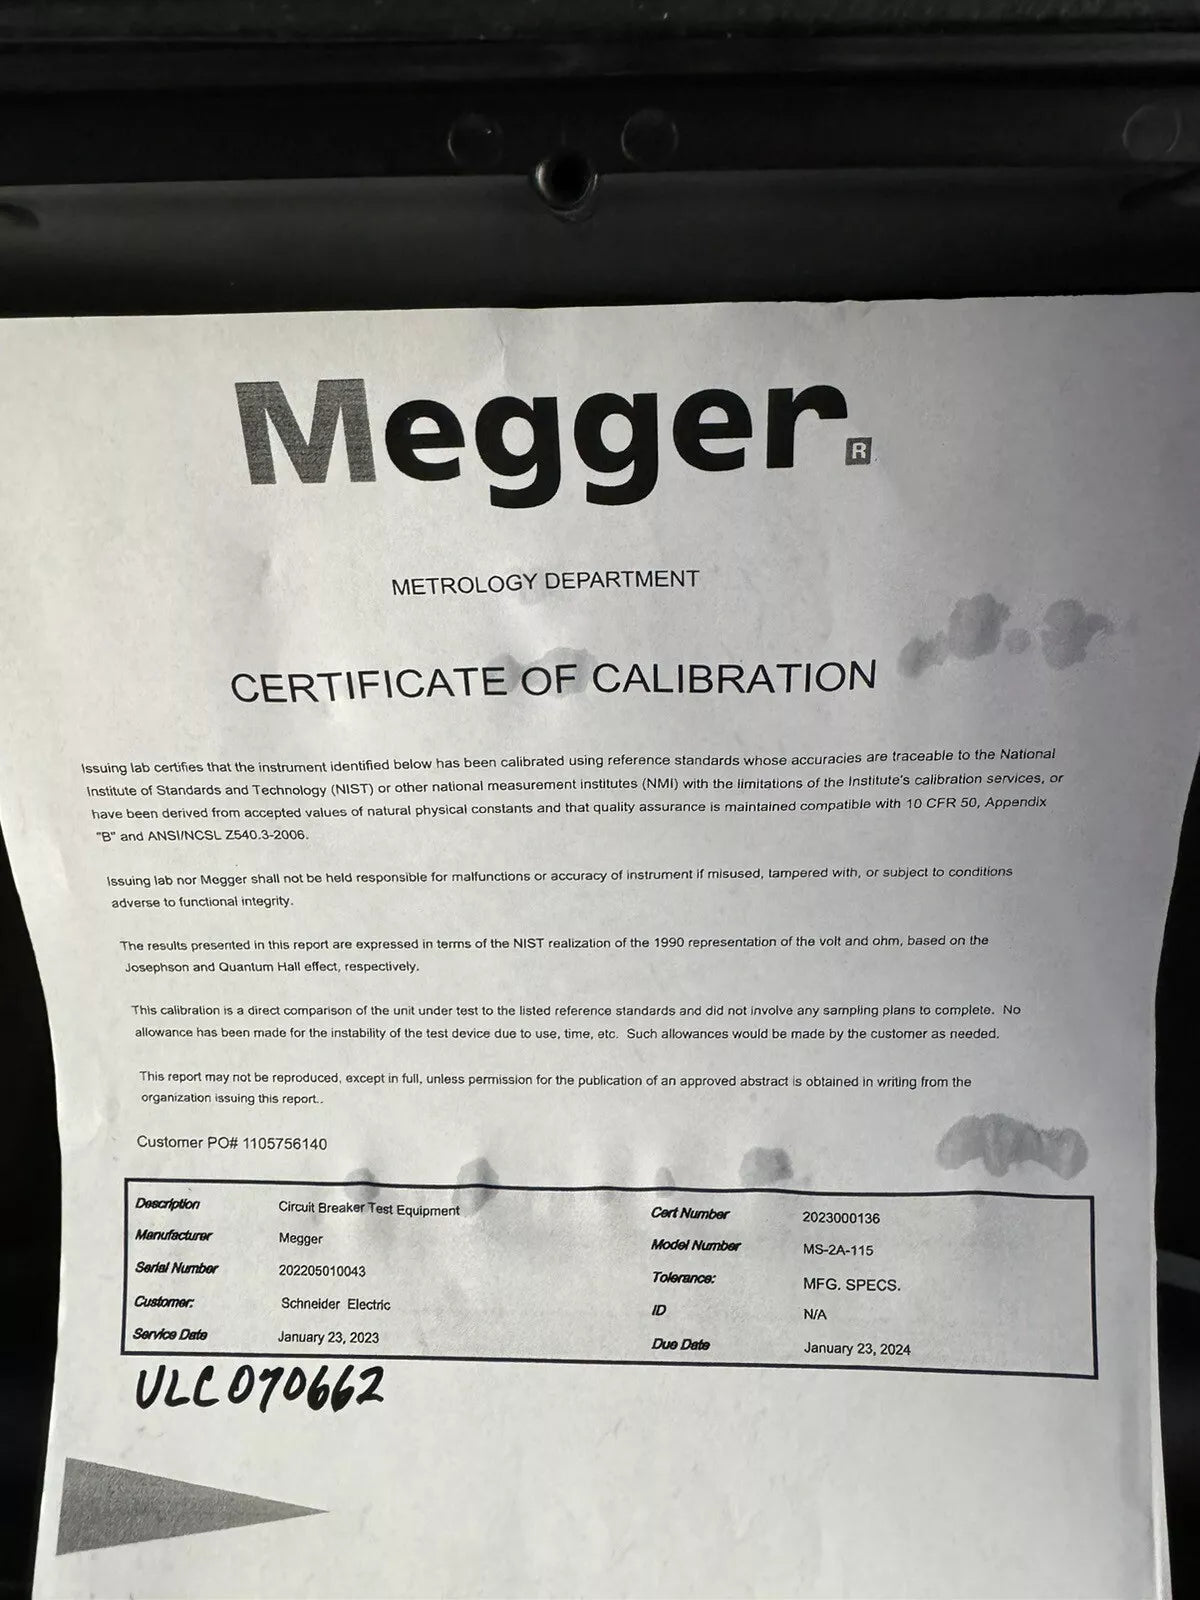 Megger®
METROLOGY DEPARTMENT
CERTIFICATE OF CALIBRATION
Issuing lab certifies that the instrument identified below has been calibrated using reference standards whose accuracies are traceable to the National
Institute of Standards and Technology (NIST) or other national measurement institutes (NMI) with the limitations of the Institute's calibration services, or
have been derived from accepted values of natural physical constants and that quality assurance is maintained compatible with 10 CFR 50, Appendix
"B" and ANSI/NCSL Z540.3-2006.
Issuing lab nor Megger shall not be held responsible for malfunctions or accuracy of instrument if misused, tampered with, or subject to conditions
adverse to functional integrity.
The results presented in this report are expressed in terms of the NIST realization of the 1990 representation of the volt and ohm, based on the
Josephson and Quantum Hall effect, respectively.
This calibration is a direct comparison of the unit under test to the listed reference standards and did not involve any sampling plans to complete. No
allowance has been made for the instability of the test device due to use, time, etc. Such allowances would be made by the customer as needed.
This report may not be reproduced, except in full, unless permission for the publication of an approved abstract is obtained in writing from the
organization issuing this report..
Customer PO# 1105756140
Description Circuit Breaker Test Equipment Cert Number 2023000136
Manufacturer Megger Model Number MS-2A-115
Serial Number 202205010043 Tolerance: MFG. SPECS.
Customer: Schneider Electric ID N/A
Service Date January 23, 2023 Due Date January 23, 2024
ULC070662